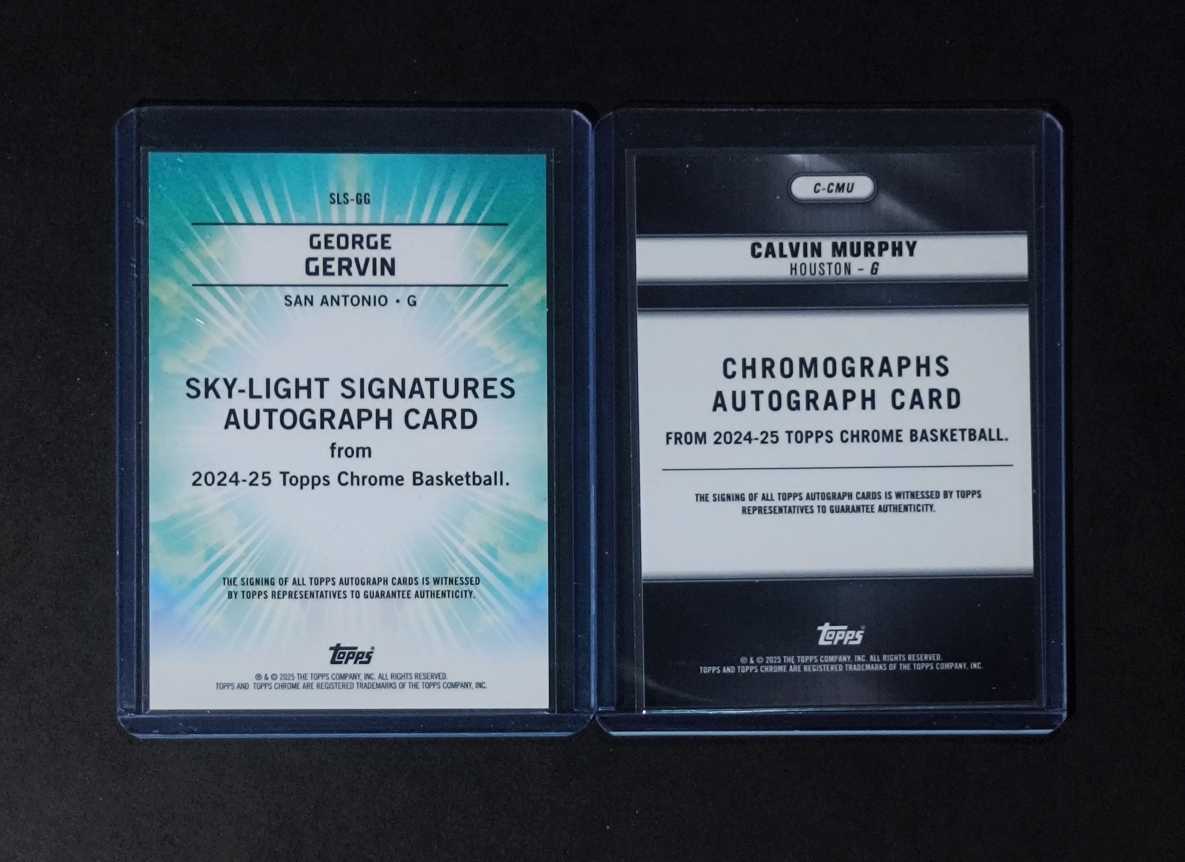 SLS-GG
GEORGE
GERVIN
SAN ANTONIO • G
SKY-LIGHT SIGNATURES
AUTOGRAPH CARD
from
2024-25 Topps Chrome Basketball.
THE SIGNING OF ALL TOPPS AUTOGRAPH CARDS IS WITNESSED
BY TOPPS REPRESENTATIVES TO GUARANTEE AUTHENTICITY.
Topps
® & © 2025 THE TOPPS COMPANY, INC. ALL RIGHTS RESERVED.
TOPPS AND TOPPS CHROME ARE REGISTERED TRADEMARKS OF THE TOPPS COMPANY, INC.
C-CMU
CALVIN MURPHY
HOUSTON - G
CHROMOGRAPHS
AUTOGRAPH CARD
FROM 2024-25 TOPPS CHROME BASKETBALL.
THE SIGNING OF ALL TOPPS AUTOGRAPH CARDS IS WITNESSED BY TOPPS
REPRESENTATIVES TO GUARANTEE AUTHENTICITY.
Topps
® & © 2025 THE TOPPS COMPANY, INC. ALL RIGHTS RESERVED.
TOPPS AND TOPPS CHROME ARE REGISTERED TRADEMARKS OF THE TOPPS COMPANY, INC.